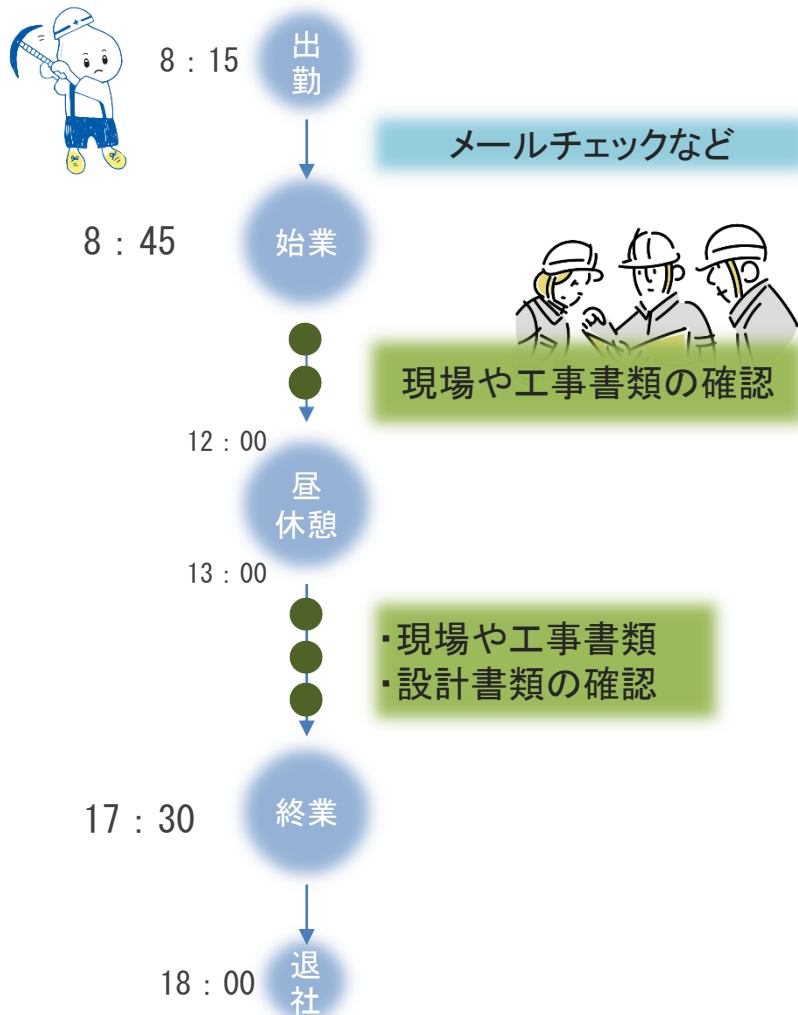 8：15
出
勤
メールチェックなど
8：45
始業
現場や工事書類の確認
12：00
昼
休憩
13：00
・現場や工事書類
・設計書類の確認
17：30
終業
18：00
退
社